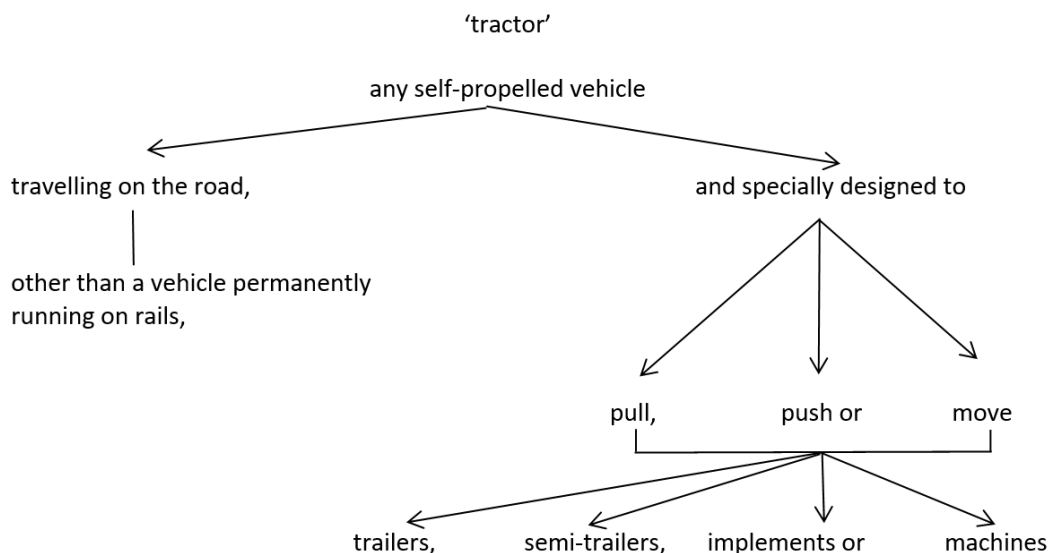 ‘tractor’
any self-propelled vehicle
travelling on the road,
other than a vehicle permanently
running on rails,
and specially designed to
pull,
push or
move
trailers,
semi-trailers,
implements or
machines